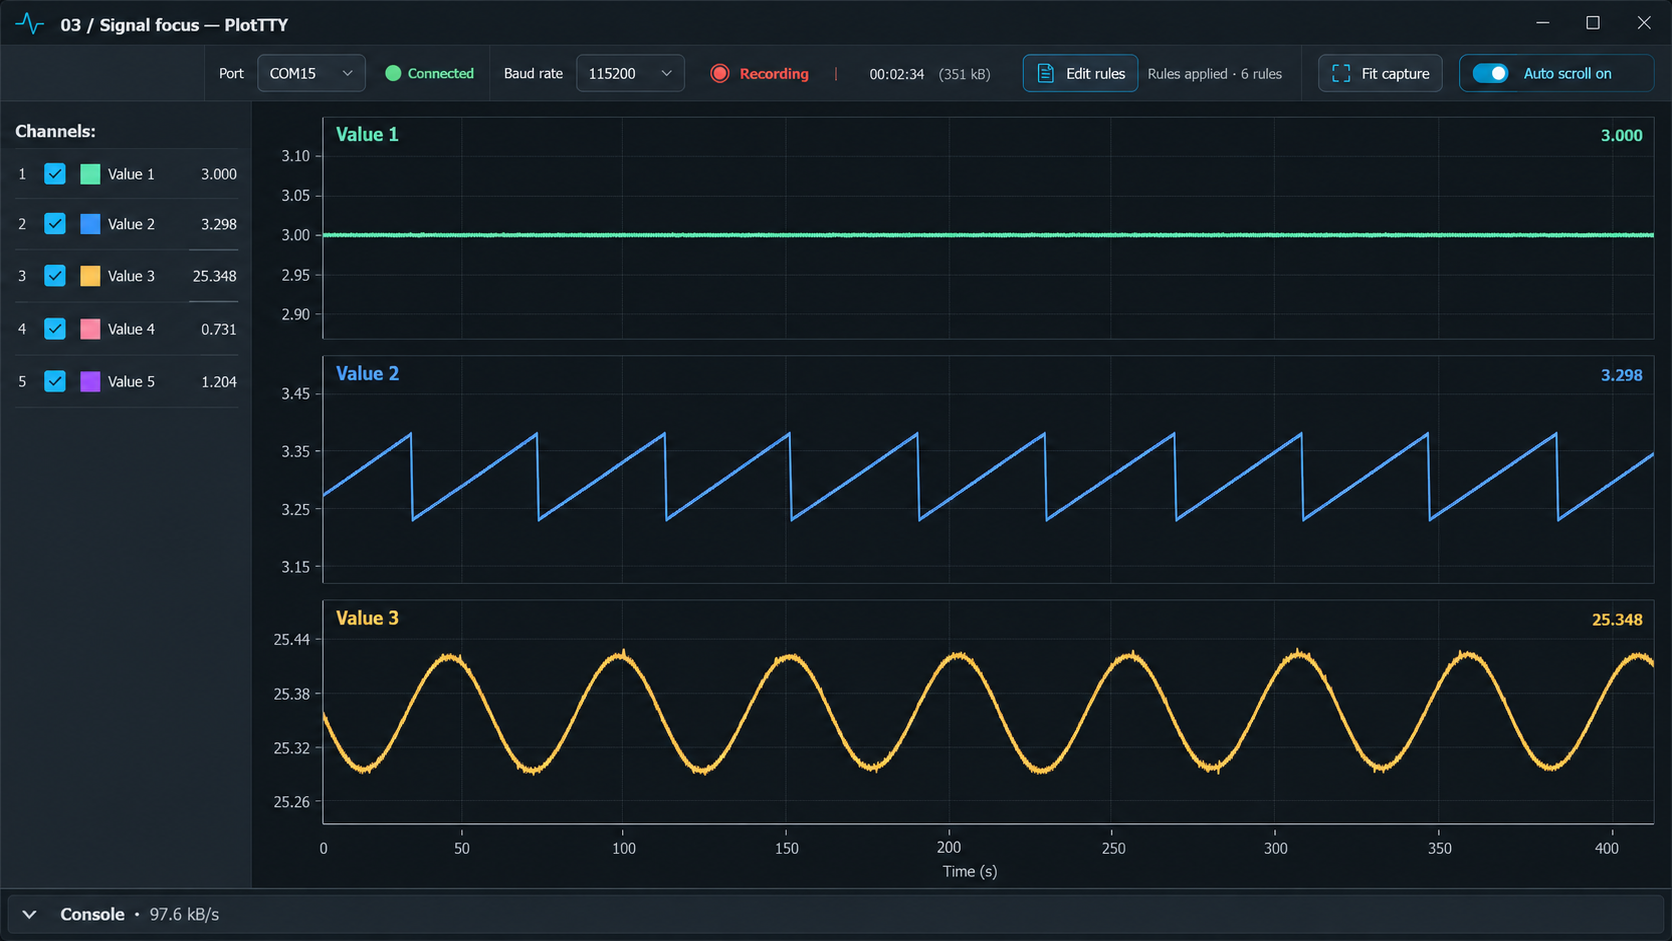 03 / Signal focus — PlotTTY
Port COM15 Connected Baud rate 115200 Recording | 00:02:34 (351 kB) Edit rules Rules applied · 6 rules Fit capture Auto scroll on
Channels:
1 Value 1 3.000
2 Value 2 3.298
3 Value 3 25.348
4 Value 4 0.731
5 Value 5 1.204
Value 1 3.000
3.10
3.05
3.00
2.95
2.90
Value 2 3.298
3.45
3.35
3.25
3.15
Value 3 25.348
25.44
25.38
25.32
25.26
0 50 100 150 200 250 300 350 400
Time (s)
Console • 97.6 kB/s